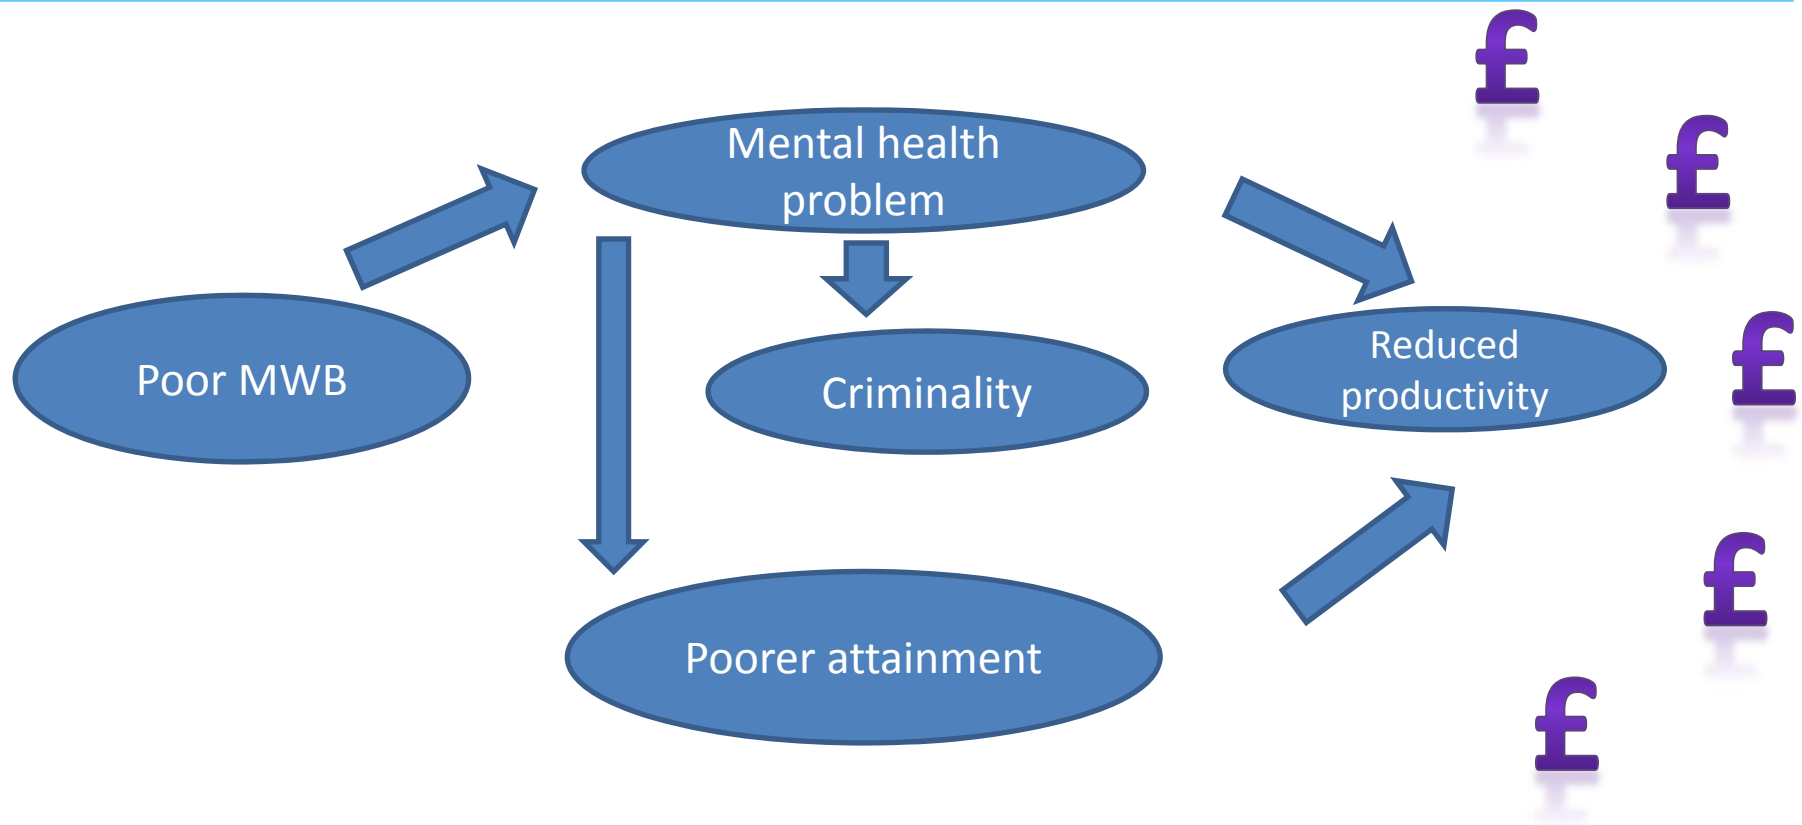 £
£
Mental health
problem
Poor MWB
Criminality
Reduced
productivity
£
£
Poorer attainment
£